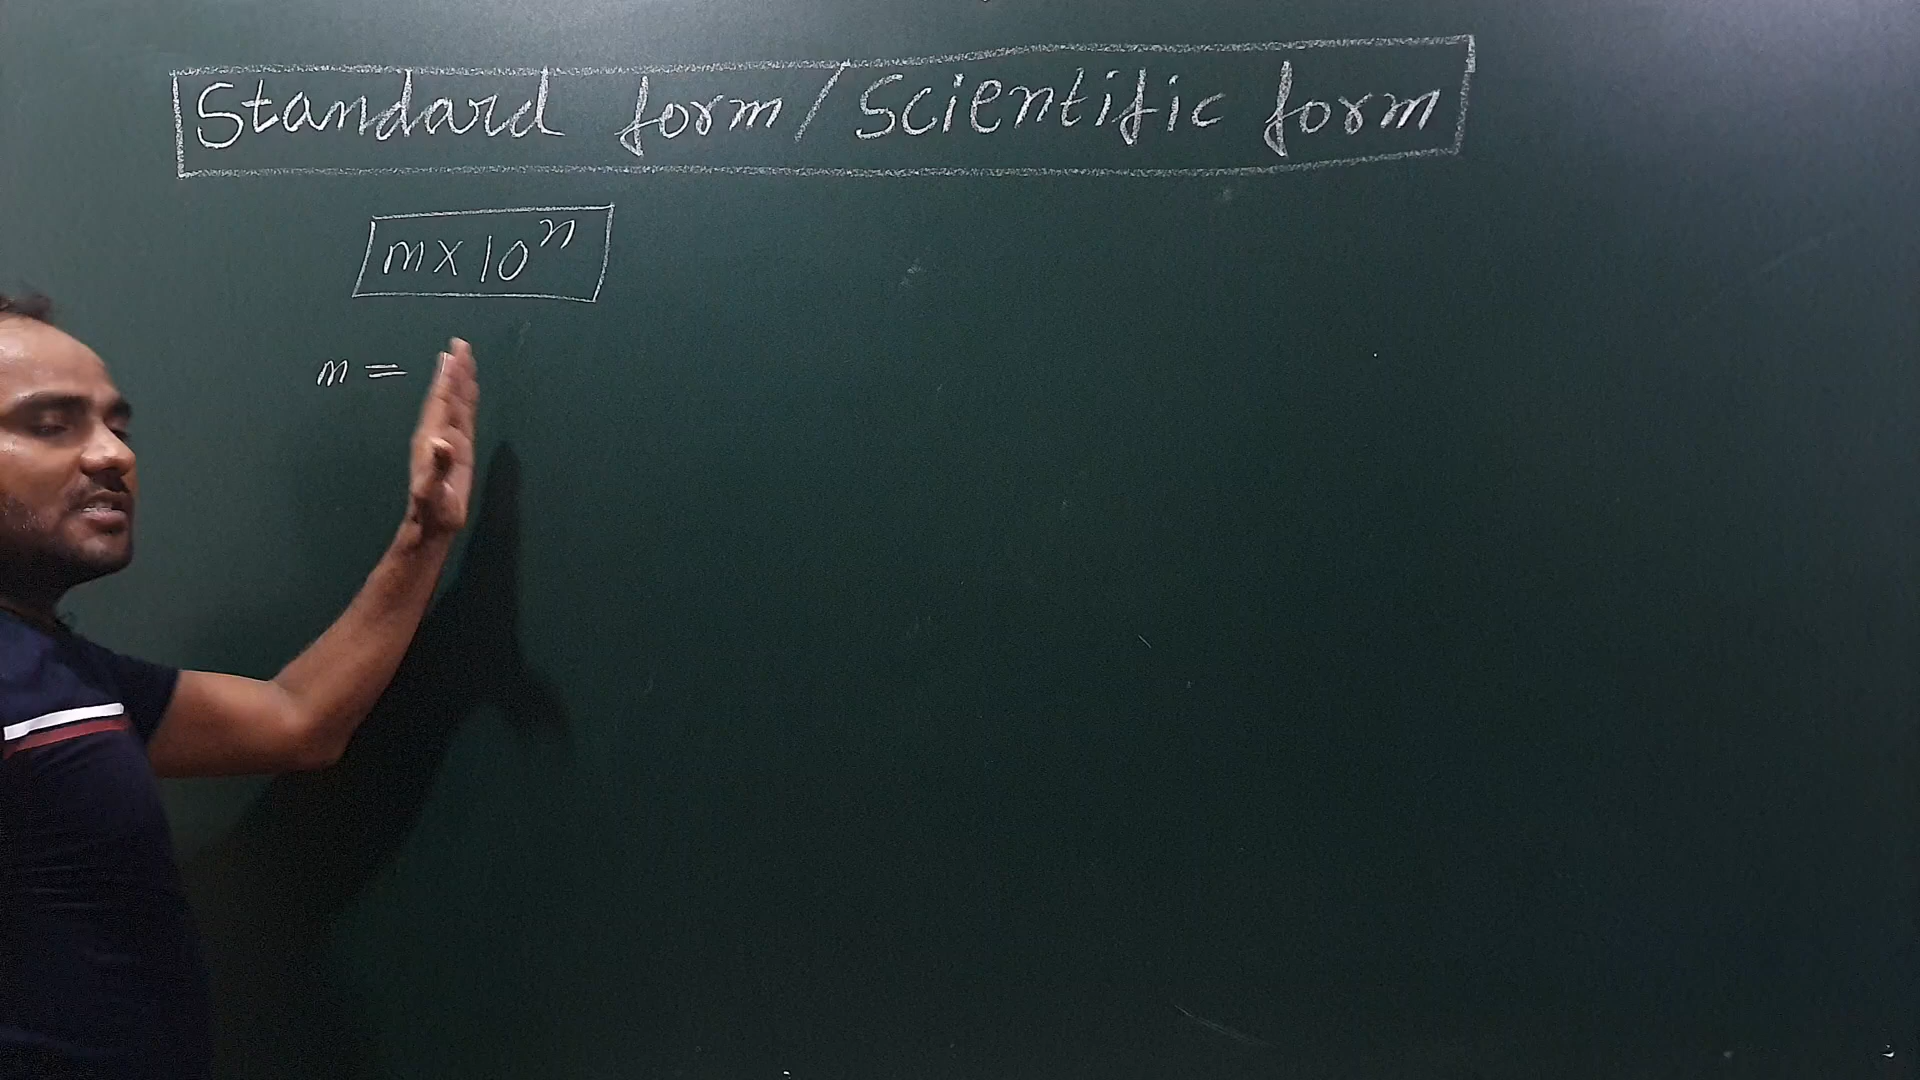 Standard form/Scientific form
m×10ⁿ
m =